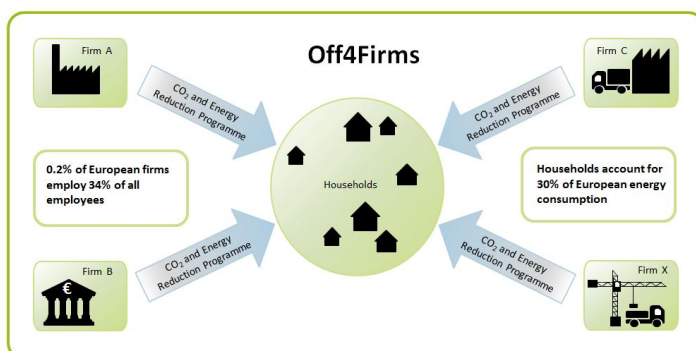 Off4Firms
Firm A
CO₂ and Energy
Reduction Programme
Firm C
CO₂ and Energy
Reduction Programme
0.2% of European firms
employ 34% of all
employees
Households
Households account for
30% of European energy
consumption
Firm B
€
CO₂ and Energy
Reduction Programme
Firm X
CO₂ and Energy
Reduction Programme